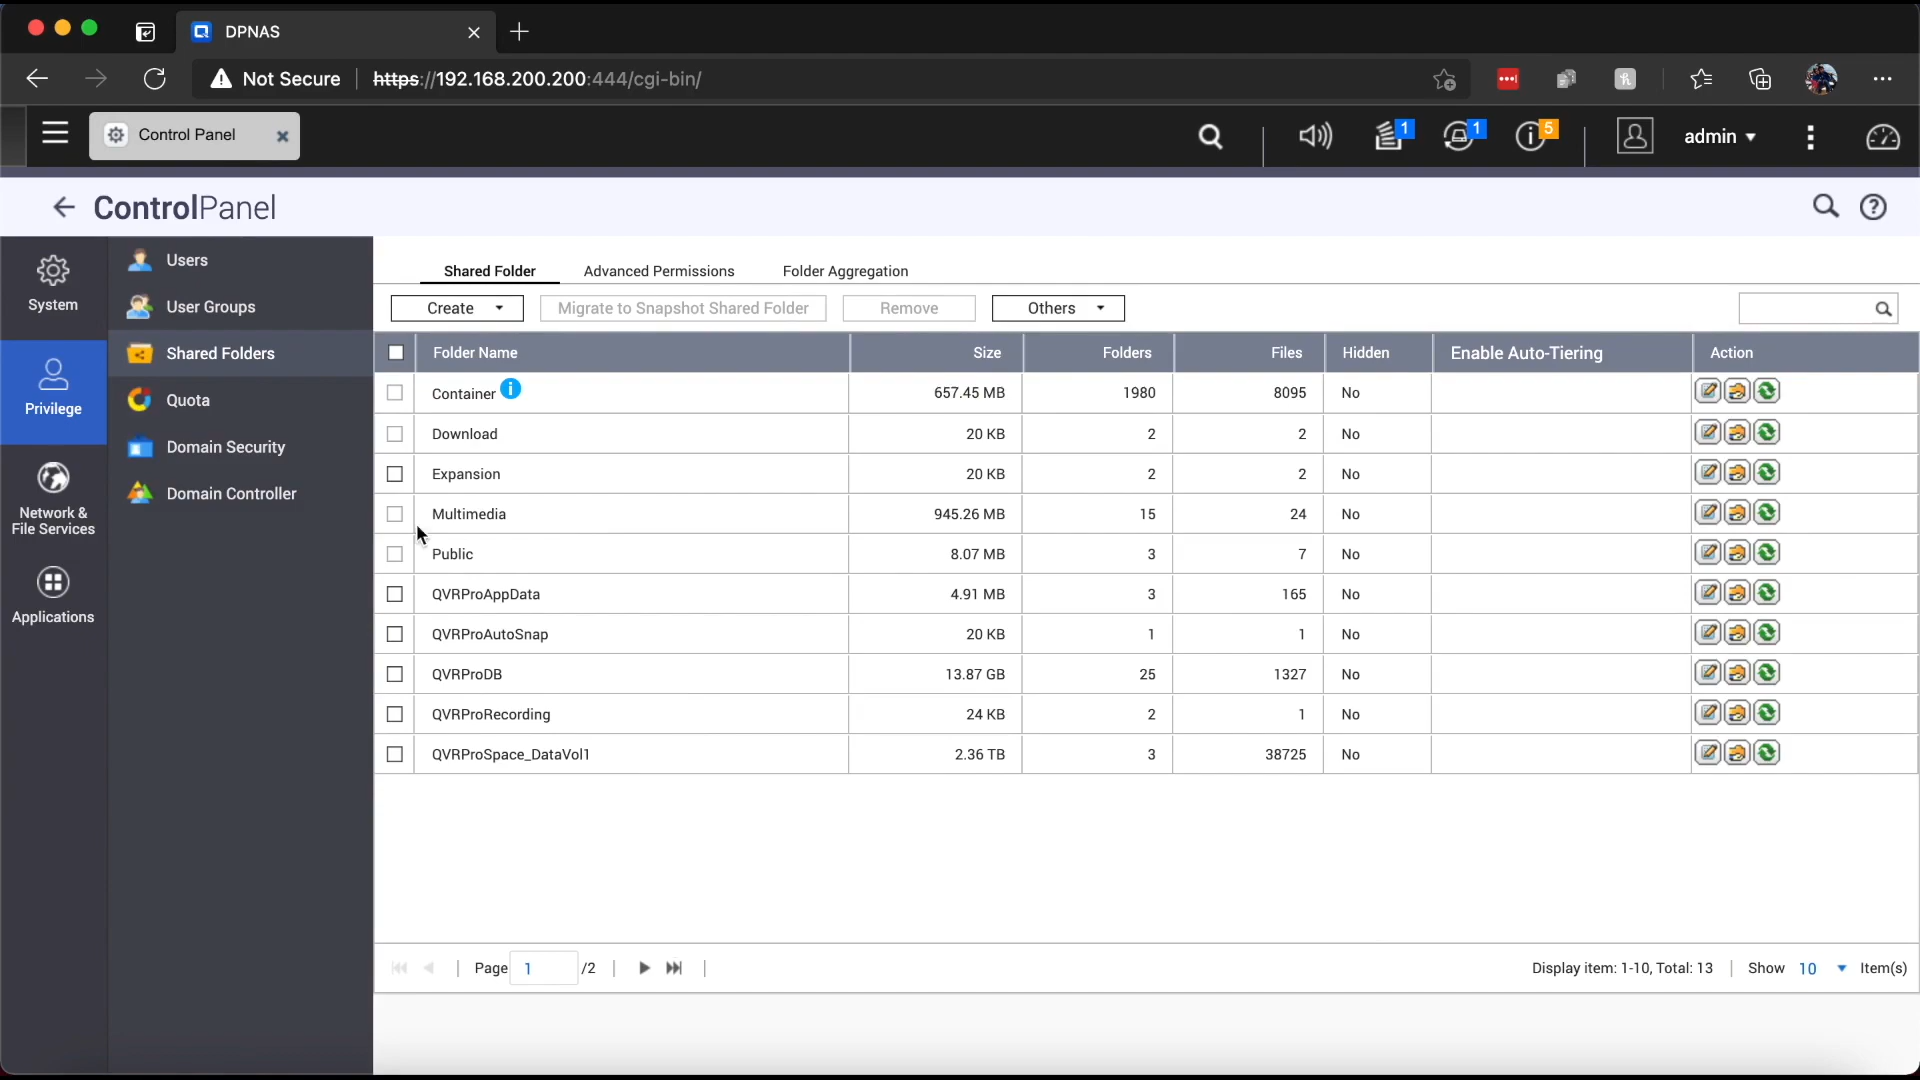 DPNAS
Not Secure https://192.168.200.200:444/cgi-bin/
Control Panel
1
1
5
admin
ControlPanel
System
Privilege
Network &
File Services
Applications
Users
User Groups
Shared Folders
Quota
Domain Security
Domain Controller
Shared Folder Advanced Permissions Folder Aggregation
Create Migrate to Snapshot Shared Folder Remove Others
Folder Name Size Folders Files Hidden Enable Auto-Tiering Action
Container 657.45 MB 1980 8095 No
Download 20 KB 2 2 No
Expansion 20 KB 2 2 No
Multimedia 945.26 MB 15 24 No
Public 8.07 MB 3 7 No
QVRProAppData 4.91 MB 3 165 No
QVRProAutoSnap 20 KB 1 1 No
QVRProDB 13.87 GB 25 1327 No
QVRProRecording 24 KB 2 1 No
QVRProSpace_DataVol1 2.36 TB 3 38725 No
Page 1 /2 Display item: 1-10, Total: 13 Show 10 Item(s)